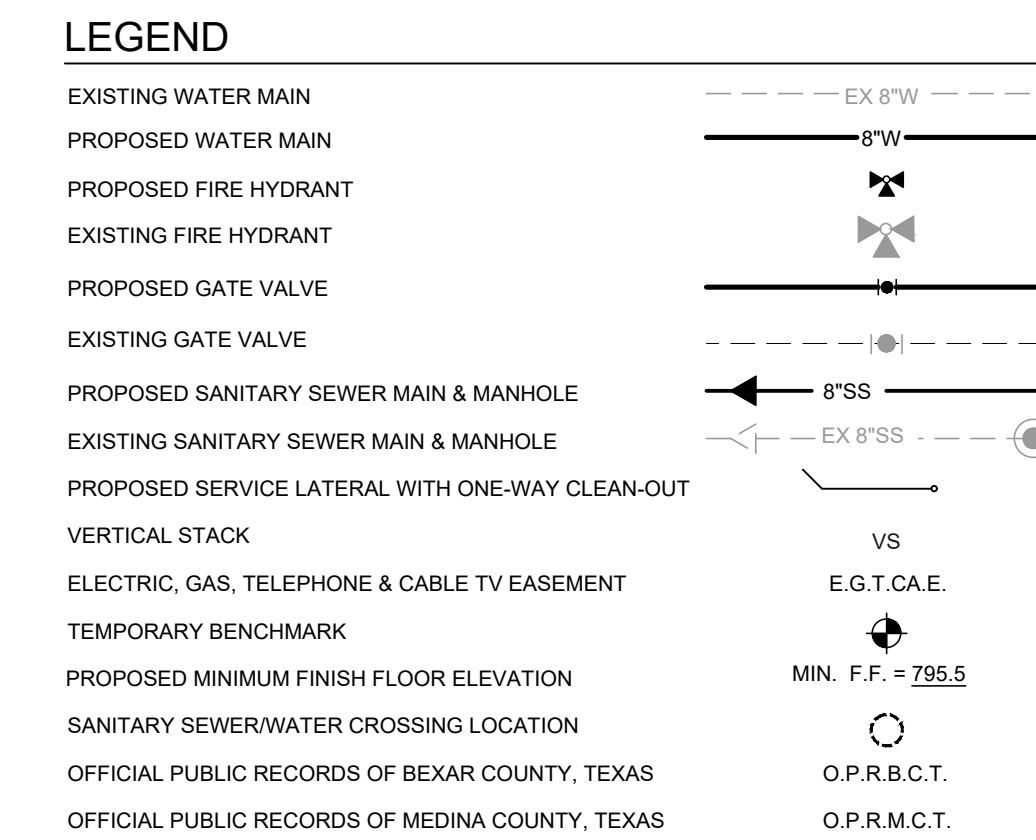 LEGEND
EXISTING WATER MAIN EX 8"W
PROPOSED WATER MAIN 8"W
PROPOSED FIRE HYDRANT
EXISTING FIRE HYDRANT
PROPOSED GATE VALVE
EXISTING GATE VALVE
PROPOSED SANITARY SEWER MAIN & MANHOLE 8"SS
EXISTING SANITARY SEWER MAIN & MANHOLE EX 8"SS
PROPOSED SERVICE LATERAL WITH ONE-WAY CLEAN-OUT
VERTICAL STACK VS
ELECTRIC, GAS, TELEPHONE & CABLE TV EASEMENT E.G.T.CA.E.
TEMPORARY BENCHMARK
PROPOSED MINIMUM FINISH FLOOR ELEVATION MIN. F.F. = 795.5
SANITARY SEWER/WATER CROSSING LOCATION
OFFICIAL PUBLIC RECORDS OF BEXAR COUNTY, TEXAS O.P.R.B.C.T.
OFFICIAL PUBLIC RECORDS OF MEDINA COUNTY, TEXAS O.P.R.M.C.T.